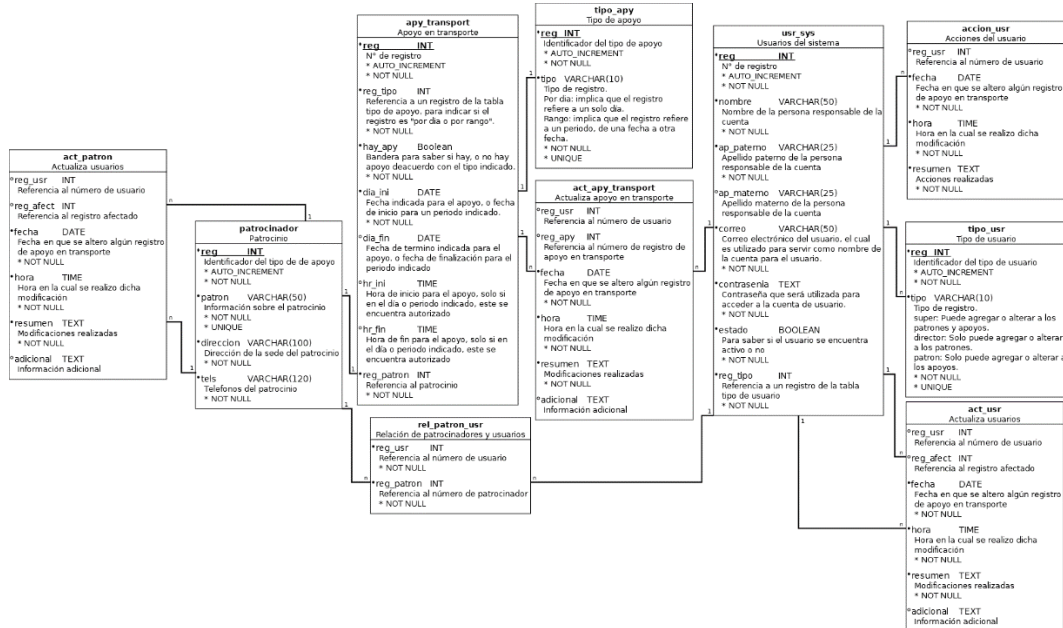 act_patron
Actualiza usuarios
reg_usr INT
Referencia al número de usuario
reg_afect INT
Referencia al registro afectado
fecha DATE
Fecha en que se altero algún registro
de apoyo en transporte
* NOT NULL
hora TIME
Hora en la cual se realizo dicha
modificación
* NOT NULL
resumen TEXT
Modificaciones realizadas
* NOT NULL
adicional TEXT
Información adicional
n
1
n
1
patrocinador
Patrocinio
reg INT
Identificador del tipo de de apoyo
* AUTO_INCREMENT
* NOT NULL
patron VARCHAR(50)
Información sobre el patrocinio
* NOT NULL
* UNIQUE
direccion VARCHAR(100)
Dirección de la sede del patrocinio
* NOT NULL
tels VARCHAR(120)
Telefonos del patrocinio
* NOT NULL
1
1
1
n
apy_transport
Apoyo en transporte
reg INT
N° de registro
* AUTO_INCREMENT
* NOT NULL
reg_tipo INT
Referencia a un registro de la tabla
tipo de apoyo. para indicar si el
registro es "por dia o por rango".
* NOT NULL
hay_apy Boolean
Bandera para saber si hay, o no hay
apoyo deacuerdo con el tipo indicado.
* NOT NULL
dia_ini DATE
Fecha indicada para el apoyo, o fecha
de inicio para un periodo indicado.
* NOT NULL
dia_fin DATE
Fecha de termino indicada para el
apoyo, o fecha de finalización para el
periodo indicado
hr_ini TIME
Hora de inicio para el apoyo, solo si
en el día o periodo indicado, este se
encuentra autorizado
hr_fin TIME
Hora de fin para el apoyo, solo si en
el día o periodo indicado, este se
encuentra autorizado
reg_patron INT
Referencia al patrocinio
* NOT NULL
1
1
1
n
tipo_apy
Tipo de apoyo
reg INT
Identificador del tipo de apoyo
* AUTO_INCREMENT
* NOT NULL
tipo VARCHAR(10)
Tipo de registro.
Por dia: implica que el registro
refiere a un solo día.
Rango: implica que el registro refiere
a un periodo, de una fecha a otra
fecha.
* NOT NULL
* UNIQUE
act_apy_transport
Actualiza apoyo en transporte
reg_usr INT
Referencia al número de usuario
reg_apy INT
Referencia al número de registro de
apoyo en transporte
fecha DATE
Fecha en que se altero algún registro
de apoyo en transporte
* NOT NULL
hora TIME
Hora en la cual se realizo dicha
modificación
* NOT NULL
resumen TEXT
Modificaciones realizadas
* NOT NULL
adicional TEXT
Información adicional
n
1
rel_patron_usr
Relación de patrocinadores y usuarios
reg_usr INT
Referencia al número de usuario
* NOT NULL
reg_patron INT
Referencia al número de patrocinador
* NOT NULL
n
n
usr_sys
Usuarios del sistema
reg INT
N° de registro
* AUTO_INCREMENT
* NOT NULL
nombre VARCHAR(50)
Nombre de la persona responsable de la
cuenta
* NOT NULL
ap_paterno VARCHAR(25)
Apellido paterno de la persona
responsable de la cuenta
* NOT NULL
ap_materno VARCHAR(25)
Apellido materno de la persona
responsable de la cuenta
correo VARCHAR(50)
Correo electrónico del usuario, el cual
es utilizado para servir como nombre de
la cuenta para el usuario.
* NOT NULL
contrasenia TEXT
Contraseña que será utilizada para
acceder a la cuenta de usuario.
* NOT NULL
estado BOOLEAN
Para saber si el usuario se encuentra
activo o no
* NOT NULL
reg_tipo INT
Referencia a un registro de la tabla
tipo de usuario
* NOT NULL
1
1
1
1
1
accion_usr
Acciones del usuario
reg_usr INT
Referencia al número de usuario
fecha DATE
Fecha en que se altero algún registro
de apoyo en transporte
* NOT NULL
hora TIME
Hora en la cual se realizo dicha
modificación
* NOT NULL
resumen TEXT
Acciones realizadas
* NOT NULL
n
tipo_usr
Tipo de usuario
reg INT
Identificador del tipo de usuario
* AUTO_INCREMENT
* NOT NULL
tipo VARCHAR(10)
Tipo de registro.
super: Puede agregar o alterar a los
patrones y apoyos.
director: Solo puede agregar o alterar
a los patrones.
patron: Solo puede agregar o alterar a
los apoyos.
* NOT NULL
* UNIQUE
n
act_usr
Actualiza usuarios
reg_usr INT
Referencia al número de usuario
reg_afect INT
Referencia al registro afectado
fecha DATE
Fecha en que se altero algún registro
de apoyo en transporte
* NOT NULL
hora TIME
Hora en la cual se realizo dicha
modificación
* NOT NULL
resumen TEXT
Modificaciones realizadas
* NOT NULL
adicional TEXT
Información adicional
n
n